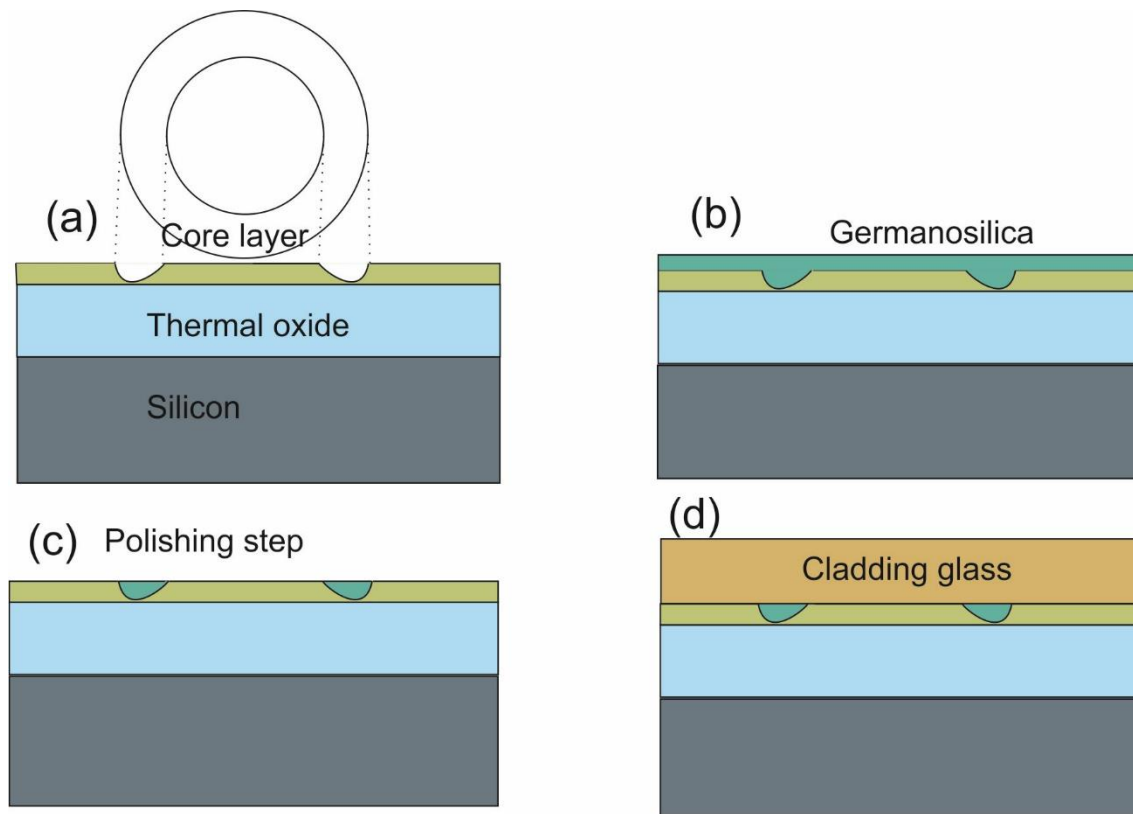 (a)
Core layer
Thermal oxide
Silicon
(b)
Germanosilica
(c) Polishing step
(d)
Cladding glass